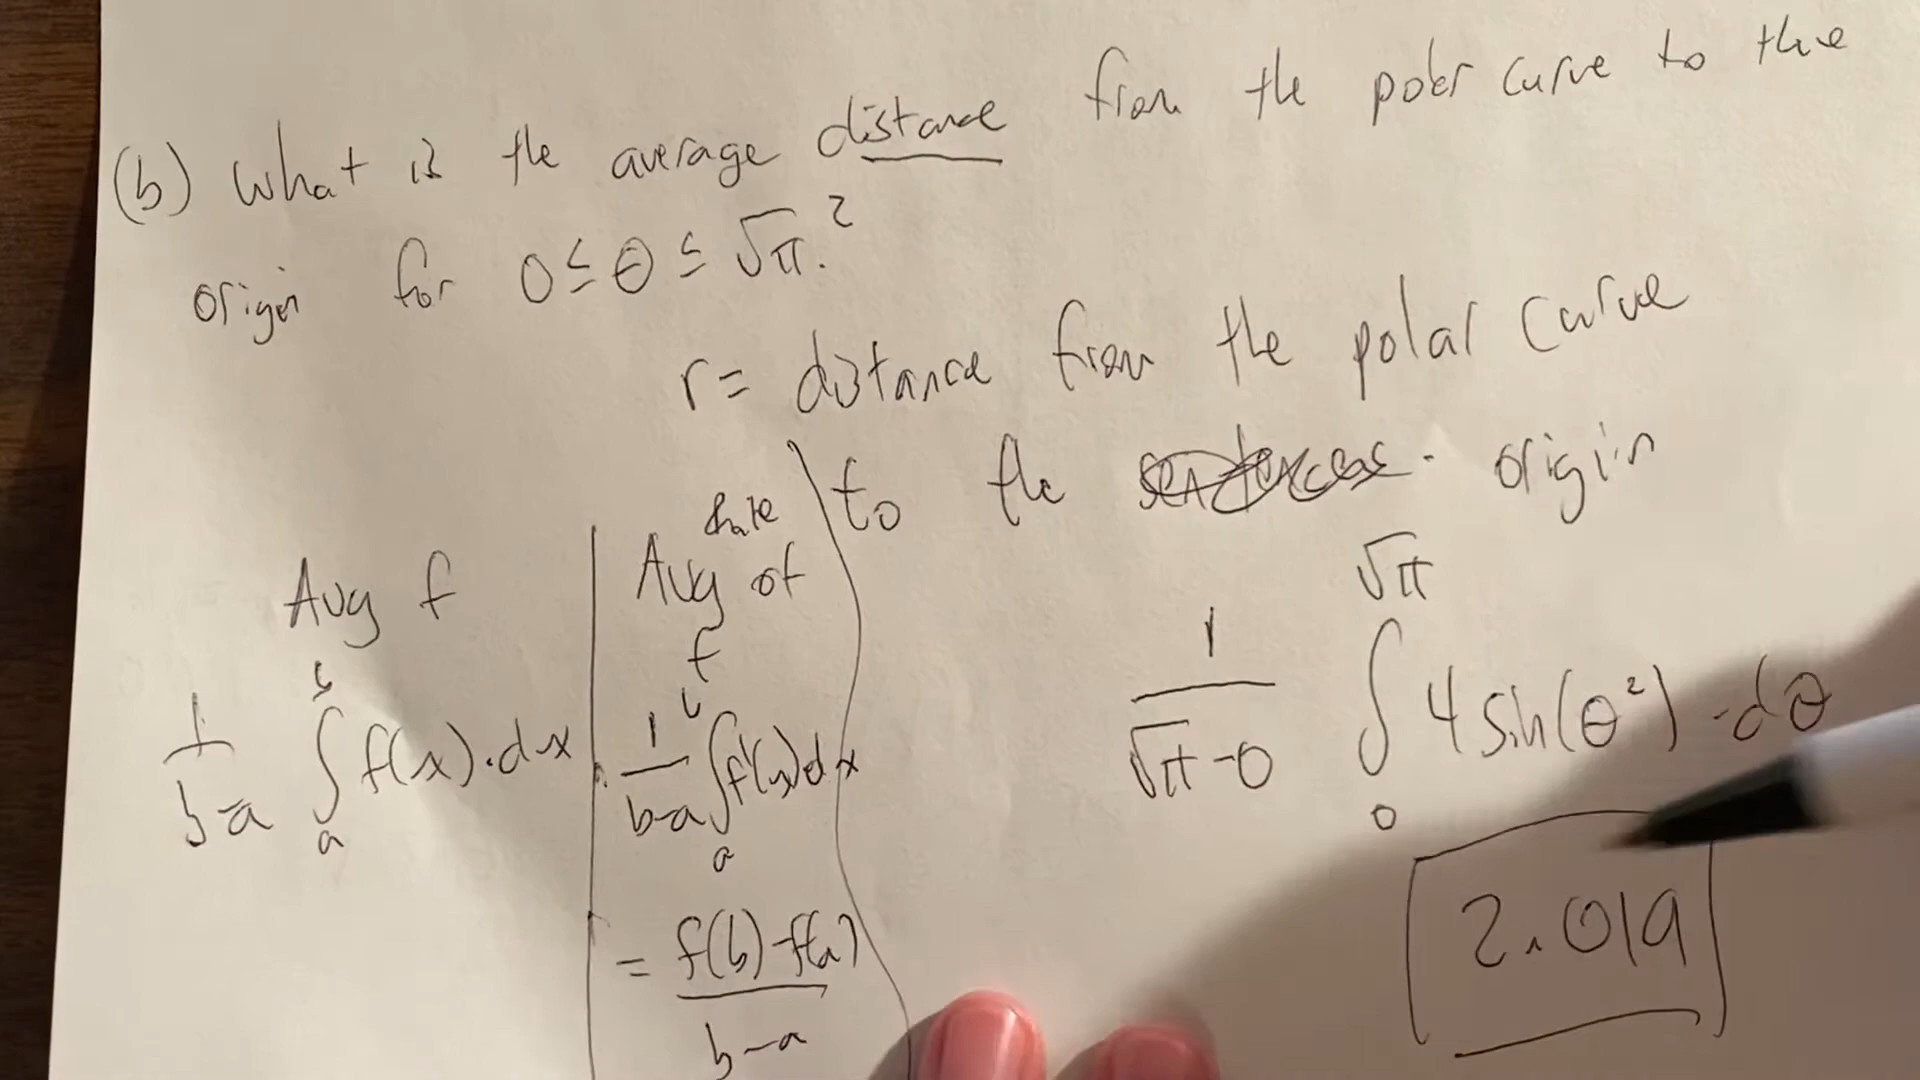 (b) What is the average distance from the polar curve to the
origin for 0 ≤ θ ≤ √π.?
r = distance from the polar curve
to the origin
Avg f
1/(b-a) ∫_a^b f(x)·dx
Avg of
f
1/(b-a) ∫_a^b f'(x)dx
= (f(b)-f(a))/(b-a)
1/(√π-0) ∫_0^√π 4 sin(θ²)·dθ
2.019